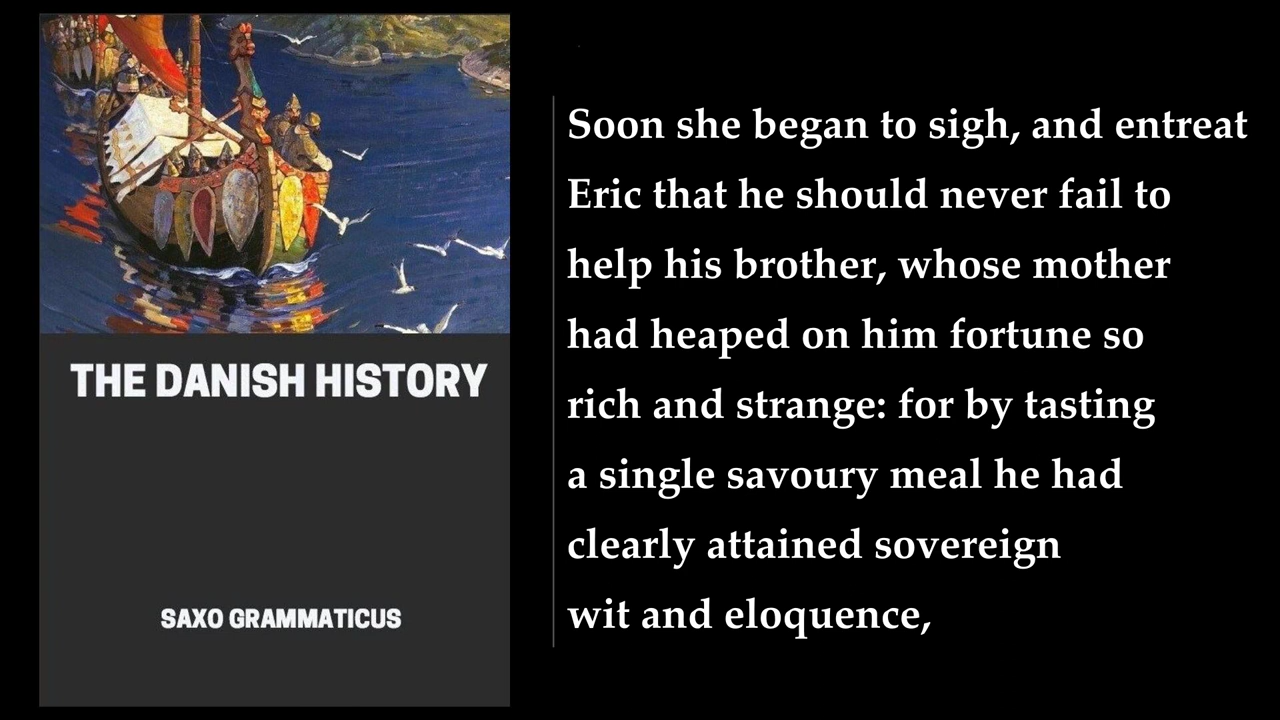 THE DANISH HISTORY
SAXO GRAMMATICUS
Soon she began to sigh, and entreat
Eric that he should never fail to
help his brother, whose mother
had heaped on him fortune so
rich and strange: for by tasting
a single savoury meal he had
clearly attained sovereign
wit and eloquence,